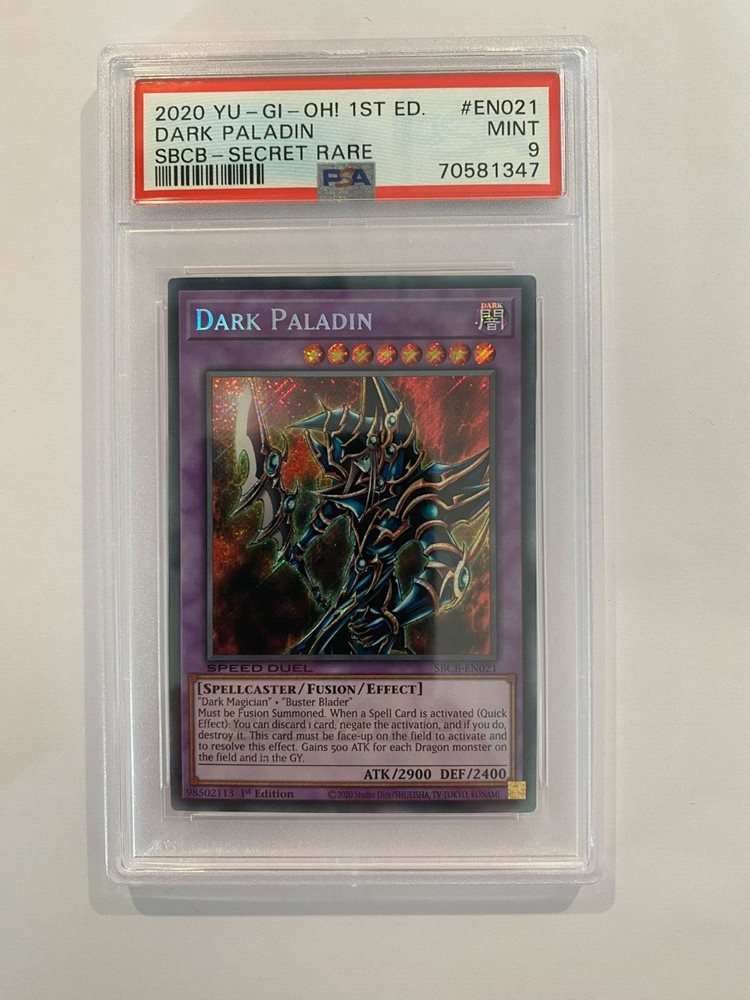 2020 YU-GI-OH! 1ST ED. #EN021
DARK PALADIN MINT
SBCB-SECRET RARE 9
PSA 70581347
DARK PALADIN DARK
闇
SPEED DUEL SBCB-EN021
[SPELLCASTER/FUSION/EFFECT]
"Dark Magician" + "Buster Blader"
Must be Fusion Summoned. When a Spell Card is activated (Quick
Effect): You can discard 1 card; negate the activation, and if you do,
destroy it. This card must be face-up on the field to activate and
to resolve this effect. Gains 500 ATK for each Dragon monster on
the field and in the GY.
ATK/2900 DEF/2400
98502113 1st Edition ©2020 Studio Dice/SHUEISHA, TV TOKYO, KONAMI